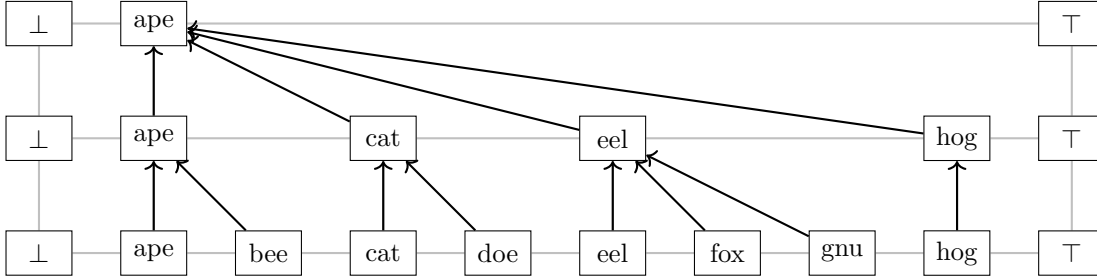 ⊥ ape ⊤
⊥ ape cat eel hog ⊤
⊥ ape bee cat doe eel fox gnu hog ⊤